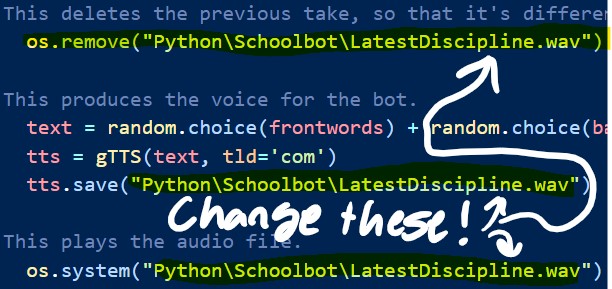 This deletes the previous take, so that it's differen
os.remove("Python\Schoolbot\LatestDiscipline.wav")
This produces the voice for the bot.
text = random.choice(frontwords) + random.choice(ba
tts = gTTS(text, tld='com')
tts.save("Python\Schoolbot\LatestDiscipline.wav")
Change these!
This plays the audio file.
os.system("Python\Schoolbot\LatestDiscipline.wav")